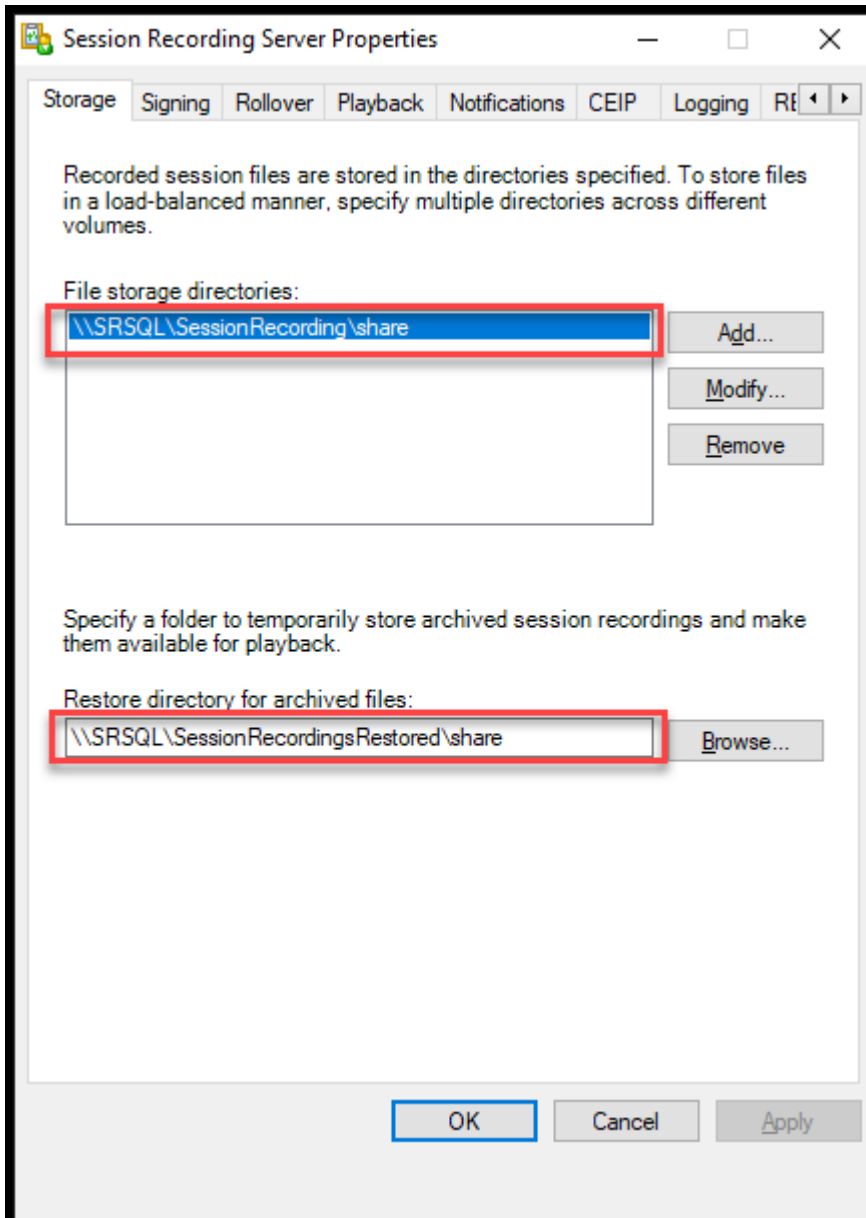 Session Recording Server Properties
Storage Signing Rollover Playback Notifications CEIP Logging
Recorded session files are stored in the directories specified. To store files
in a load-balanced manner, specify multiple directories across different
volumes.
File storage directories:
\\SRSQL\SessionRecording\share
Add...
Modify...
Remove
Specify a folder to temporarily store archived session recordings and make
them available for playback.
Restore directory for archived files:
\\SRSQL\SessionRecordingsRestored\share
Browse...
OK Cancel Apply